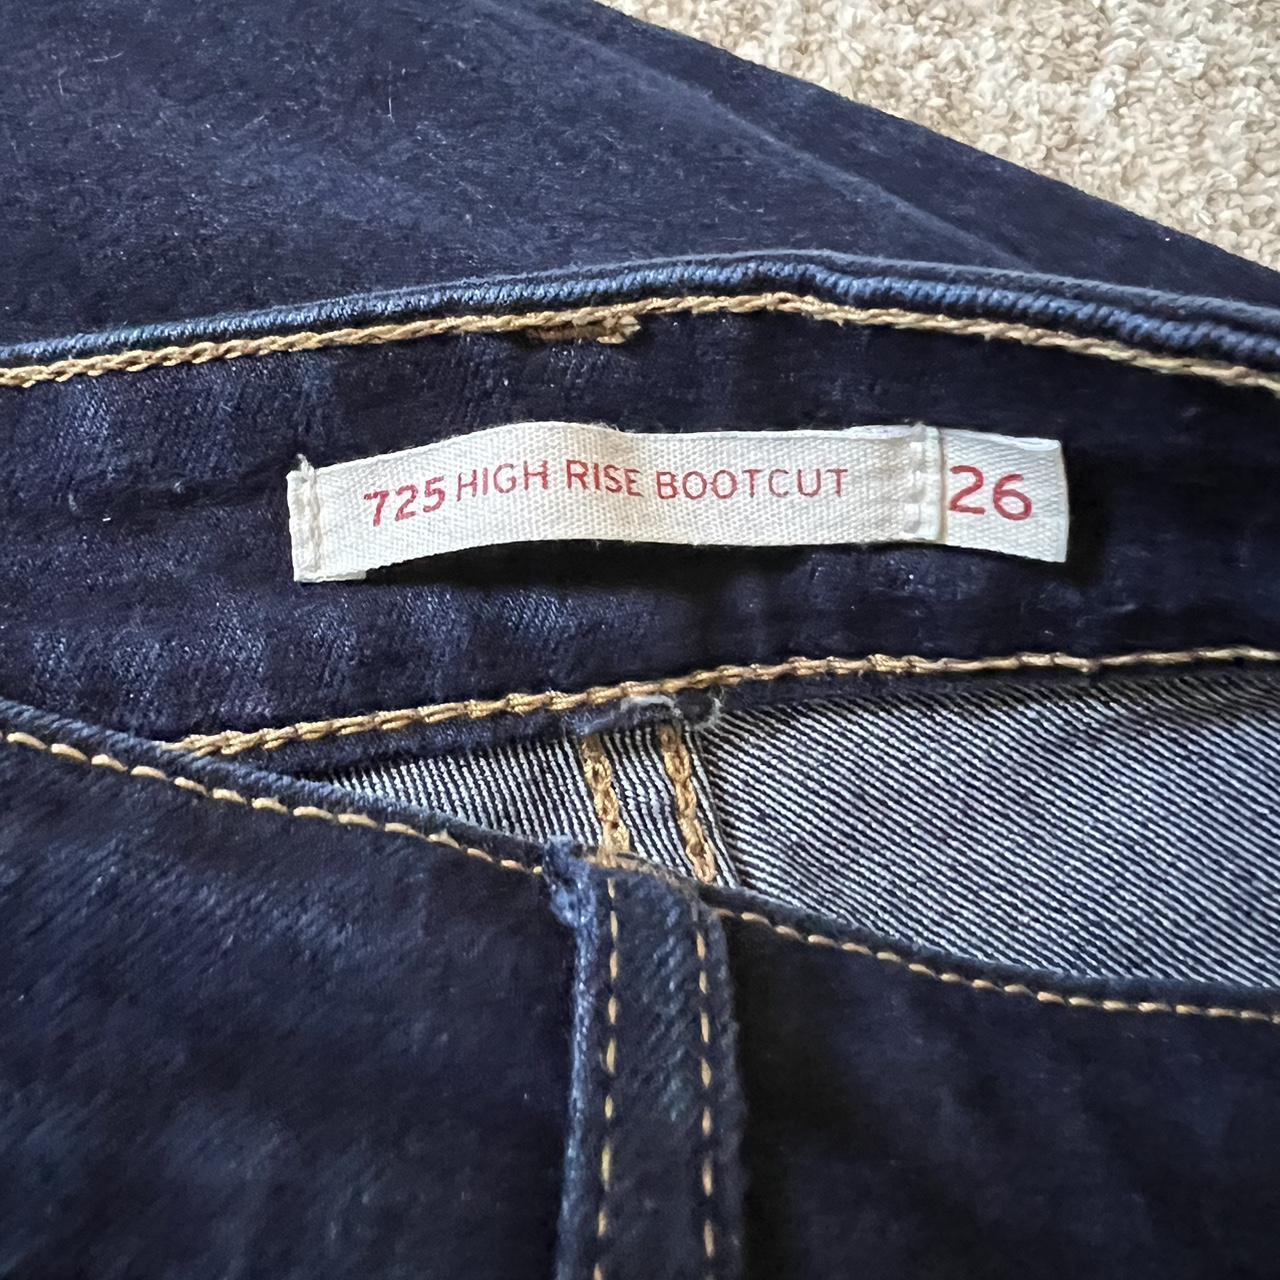 725 HIGH RISE BOOTCUT 26